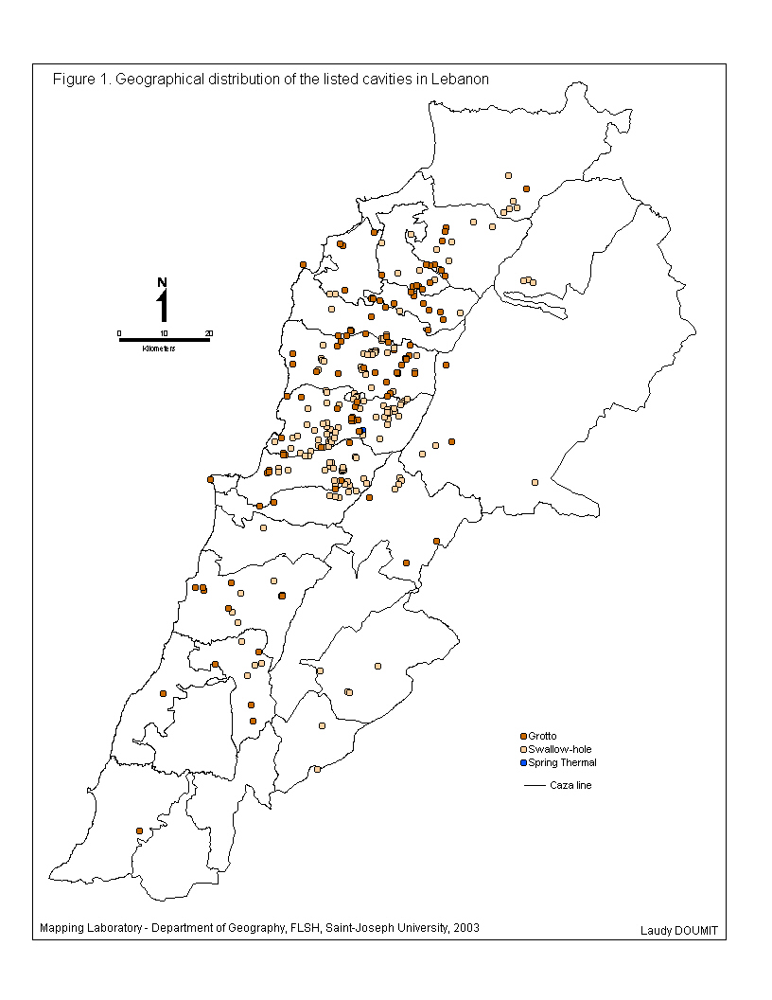 Figure 1. Geographical distribution of the listed cavities in Lebanon
N
0 10 20
Kilometers
Grotto
Swallow-hole
Spring Thermal
Caza line
Mapping Laboratory - Department of Geography, FLSH, Saint-Joseph University, 2003
Laudy DOUMIT